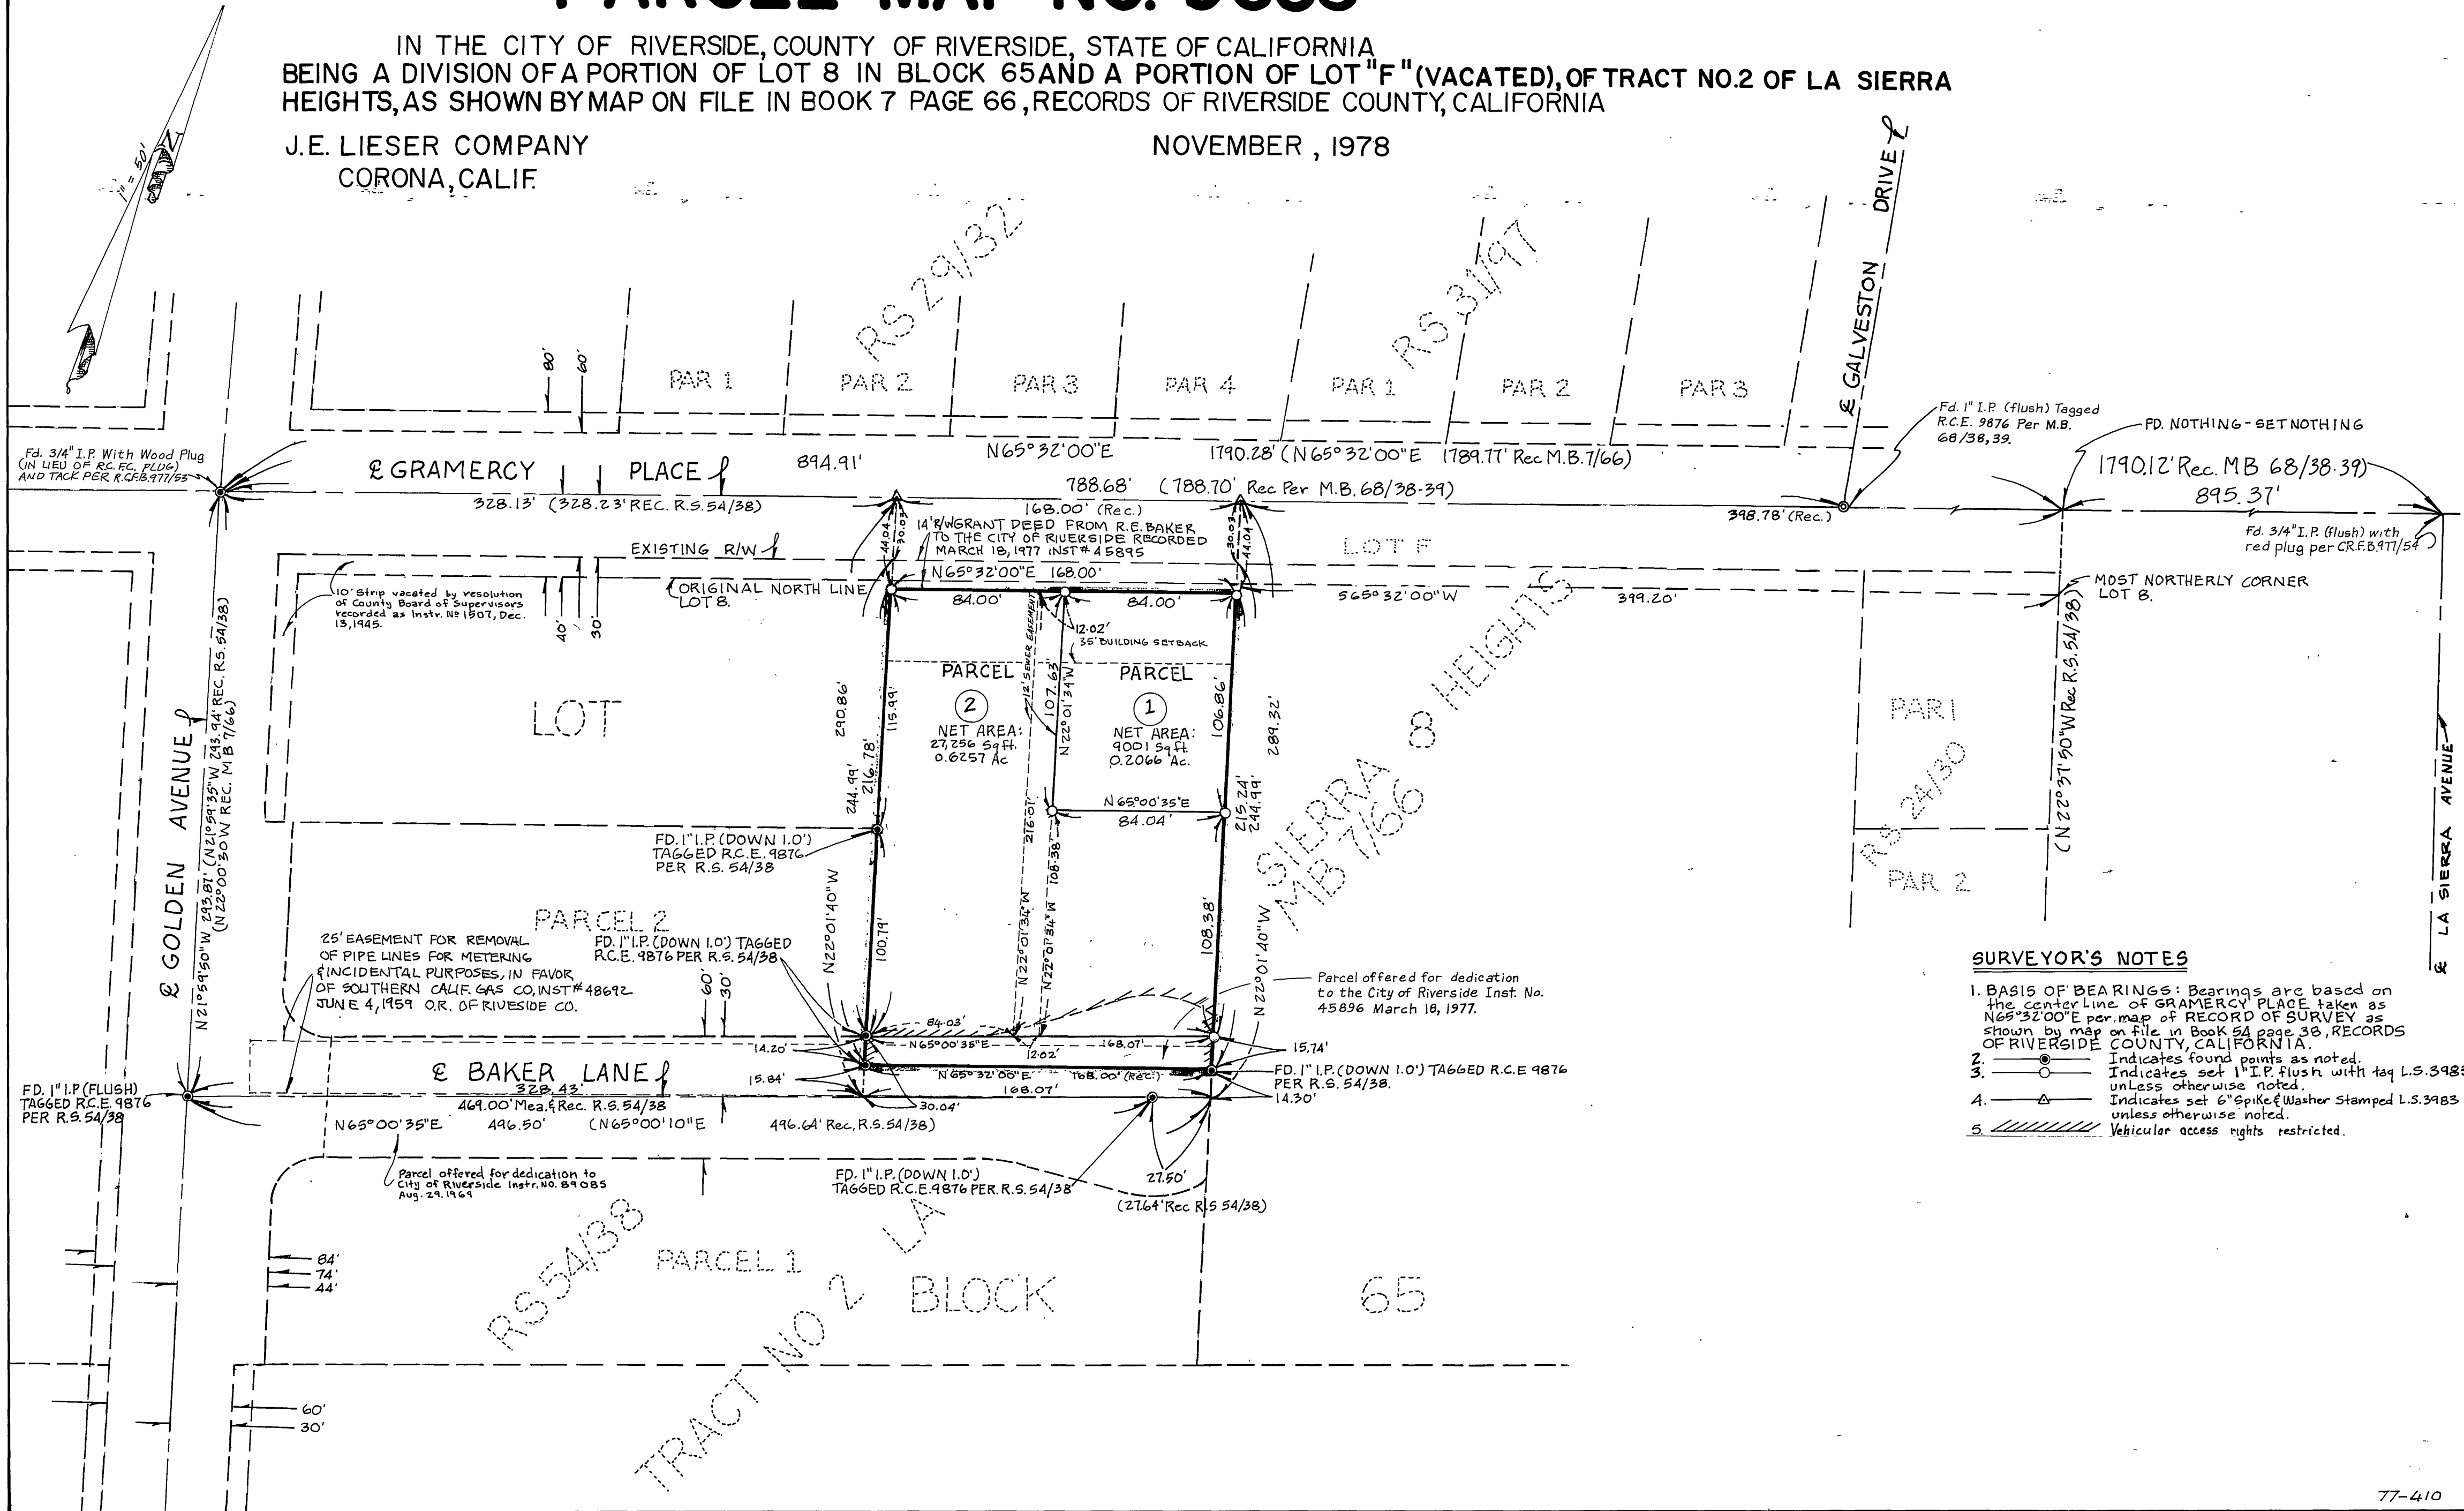 PARCEL MAP NO.
IN THE CITY OF RIVERSIDE, COUNTY OF RIVERSIDE, STATE OF CALIFORNIA
BEING A DIVISION OF A PORTION OF LOT 8 IN BLOCK 65 AND A PORTION OF LOT "F" (VACATED), OF TRACT NO.2 OF LA SIERRA
HEIGHTS, AS SHOWN BY MAP ON FILE IN BOOK 7 PAGE 66, RECORDS OF RIVERSIDE COUNTY, CALIFORNIA
J.E. LIESER COMPANY
CORONA, CALIF.
NOVEMBER, 1978
1" = 50'
N
RS 29/32
RS 31/97
℄ GALVESTON DRIVE
80'
60'
PAR 1
PAR 2
PAR 3
PAR 4
PAR 1
PAR 2
PAR 3
Fd. 1" I.P. (flush) Tagged
R.C.E. 9876 Per M.B.
68/38,39.
FD. NOTHING - SET NOTHING
Fd. 3/4" I.P. With Wood Plug
(IN LIEU OF R.C. F.C. PLUG)
AND TACK PER R.C.F.B.977/53
℄ GRAMERCY PLACE
894.91'
N65°32'00"E
1790.28' (N65°32'00"E 1789.77' Rec M.B.7/66)
1790.12' Rec. MB 68/38-39)
895.37'
328.13' (328.23' REC. R.S.54/38)
788.68' (788.70' Rec Per M.B. 68/38-39)
168.00' (Rec.)
398.78' (Rec.)
Fd. 3/4" I.P. (flush) with
red plug per C.R.F.B.977/54
44.04
30.03
14' R/W GRANT DEED FROM R.E. BAKER
TO THE CITY OF RIVERSIDE RECORDED
MARCH 18, 1977 INST # 45895
30.03
44.04
EXISTING R/W
LOT F
N65°32'00"E 168.00'
ORIGINAL NORTH LINE
LOT 8.
84.00'
84.00'
S65°32'00"W
399.20'
MOST NORTHERLY CORNER
LOT 8.
10' Strip vacated by resolution
of County Board of Supervisors
recorded as Instr. Nº 1507, Dec.
13, 1945.
40'
30'
12.02'
35' BUILDING SETBACK
12' SEWER EASEMENT
LOT
290.86'
115.99'
PARCEL
2
NET AREA:
27,256 Sq ft.
0.6257 Ac
107.63'
N22°01'34"W
PARCEL
1
NET AREA:
9001 Sq ft.
0.2066 Ac.
106.86'
289.32'
244.99'
216.78'
216.01'
N65°00'35"E
84.04'
215.24'
244.99'
SIERRA HEIGHTS
MB 7/66
8
PAR 1
RS 24/30
PAR 2
(N22°37'50"W Rec R.S. 54/38)
℄ LA SIERRA AVENUE
℄ GOLDEN AVENUE
N21°59'50"W 293.87' (N21°59'35"W 293.94' REC. R.S. 54/38)
(N22°00'30"W REC. MB 7/66)
FD. 1" I.P. (DOWN 1.0')
TAGGED R.C.E. 9876
PER R.S. 54/38
PARCEL 2
N22°01'40"W
100.79'
N22°01'34"W
N22°01'34"W 108.38'
108.38'
N22°01'40"W
25' EASEMENT FOR REMOVAL
OF PIPE LINES FOR METERING
& INCIDENTAL PURPOSES, IN FAVOR
OF SOUTHERN CALIF. GAS CO, INST # 48692
JUNE 4, 1959 O.R. OF RIVESIDE CO.
FD. 1" I.P. (DOWN 1.0') TAGGED
R.C.E. 9876 PER R.S. 54/38
60'
30'
Parcel offered for dedication
to the City of Riverside Inst. No.
45896 March 18, 1977.
84.03'
14.20'
N65°00'35"E
12.02'
168.07'
15.74'
FD. 1" I.P. (FLUSH)
TAGGED R.C.E. 9876
PER R.S. 54/38
℄ BAKER LANE
15.84'
N65°32'00"E 168.00' (Rec.)
FD. 1" I.P. (DOWN 1.0') TAGGED R.C.E 9876
PER R.S. 54/38.
14.30'
328.43'
168.07'
469.00' Mea. & Rec. R.S. 54/38
30.04'
N65°00'35"E 496.50' (N65°00'10"E 496.64' Rec, R.S. 54/38)
Parcel offered for dedication to
City of Riverside Instr. No. 89085
Aug. 29, 1969
FD. 1" I.P. (DOWN 1.0')
TAGGED R.C.E. 9876 PER. R.S. 54/38
27.50'
(27.64' Rec R.S 54/38)
RS 54/38
PARCEL 1
TRACT NO 2 LA
BLOCK
65
84'
74'
44'
60'
30'
SURVEYOR'S NOTES
1. BASIS OF BEARINGS: Bearings are based on
the center line of GRAMERCY PLACE taken as
N65°32'00"E per map of RECORD OF SURVEY as
shown by map on file in Book 54 page 38, RECORDS
OF RIVERSIDE COUNTY, CALIFORNIA.
2. Indicates found points as noted.
3. Indicates set 1" I.P. flush with tag L.S.3983
unless otherwise noted.
4. Indicates set 6" Spike & Washer Stamped L.S.3983
unless otherwise noted.
5. Vehicular access rights restricted.
77-410